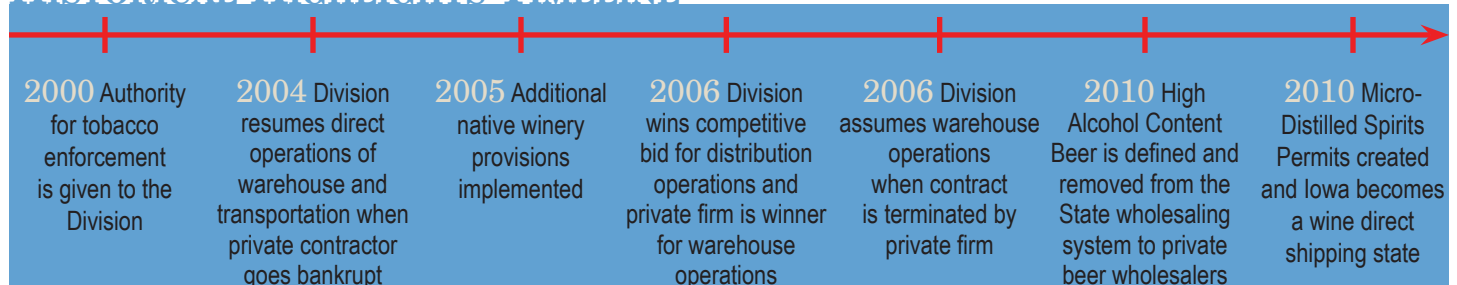 2000 Authority
for tobacco
enforcement
is given to the
Division
2004 Division
resumes direct
operations of
warehouse and
transportation when
private contractor
goes bankrupt
2005 Additional
native winery
provisions
implemented
2006 Division
wins competitive
bid for distribution
operations and
private firm is winner
for warehouse
operations
2006 Division
assumes warehouse
operations
when contract
is terminated by
private firm
2010 High
Alcohol Content
Beer is defined and
removed from the
State wholesaling
system to private
beer wholesalers
2010 Micro-
Distilled Spirits
Permits created
and Iowa becomes
a wine direct
shipping state